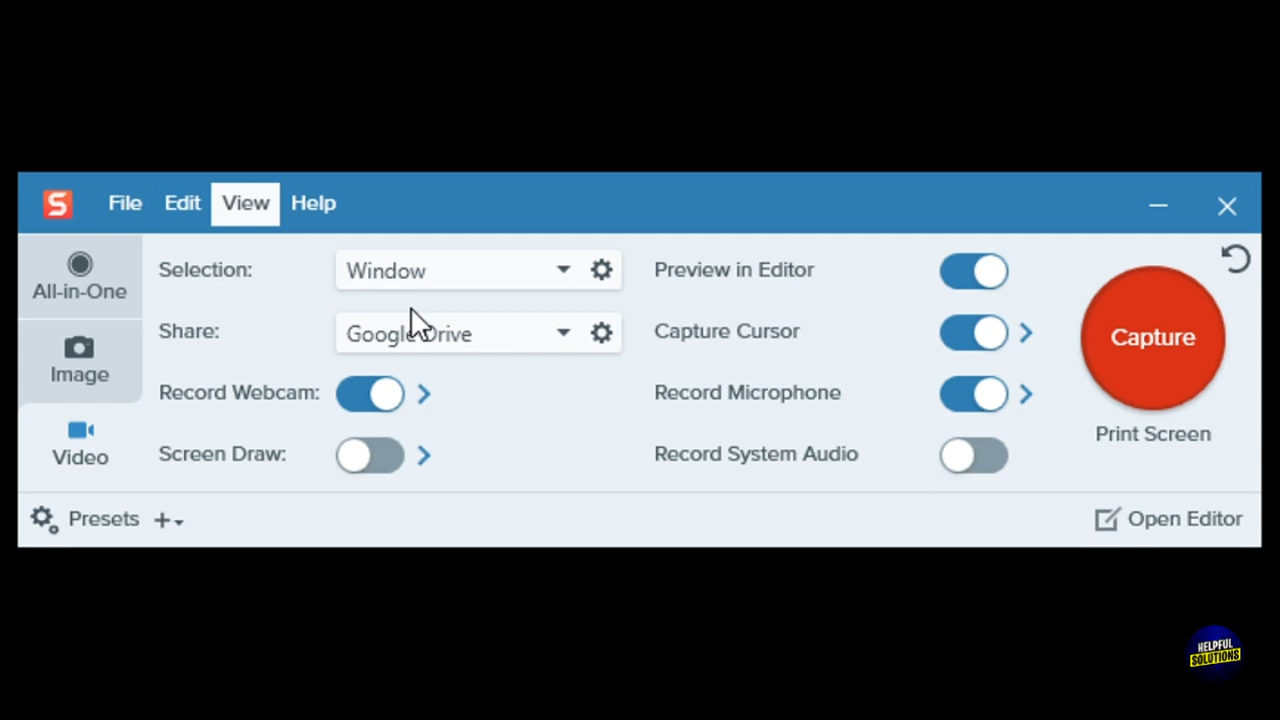 S File Edit View Help
All-in-One
Image
Video
Selection: Window
Share: Google Drive
Record Webcam:
Screen Draw:
Preview in Editor
Capture Cursor
Record Microphone
Record System Audio
Capture
Print Screen
Presets
Open Editor
HELPFUL
SOLUTIONS